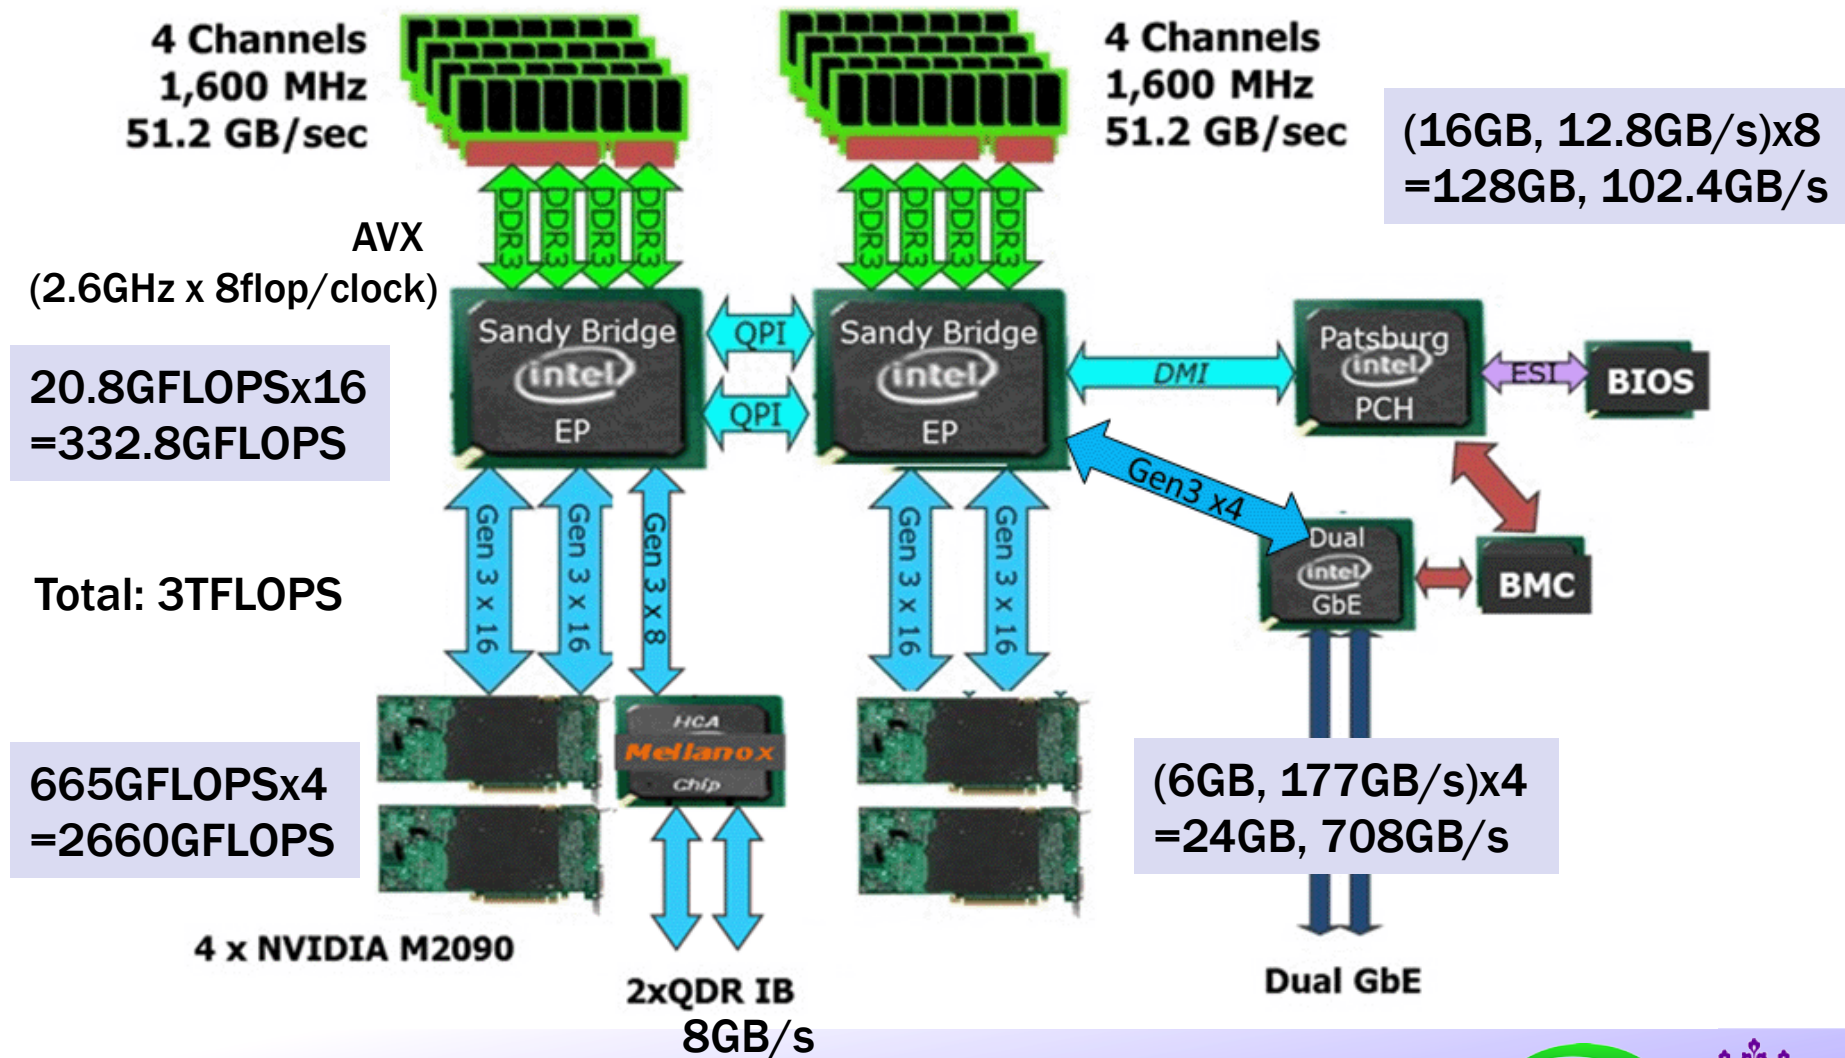 4 Channels
1,600 MHz
51.2 GB/sec
4 Channels
1,600 MHz
51.2 GB/sec
(16GB, 12.8GB/s)x8
=128GB, 102.4GB/s
DDR3
DDR3
DDR3
DDR3
DDR3
DDR3
DDR3
DDR3
AVX
(2.6GHz x 8flop/clock)
20.8GFLOPSx16
=332.8GFLOPS
Sandy Bridge
intel
EP
QPI
QPI
Sandy Bridge
intel
EP
DMI
Patsburg
intel
PCH
ESI
BIOS
Gen3 x4
Gen 3 x 16
Gen 3 x 16
Gen 3 x 8
Gen 3 x 16
Gen 3 x 16
Dual
intel
GbE
BMC
Total: 3TFLOPS
HCA
Mellanox
Chip
665GFLOPSx4
=2660GFLOPS
(6GB, 177GB/s)x4
=24GB, 708GB/s
4 x NVIDIA M2090
2xQDR IB
8GB/s
Dual GbE